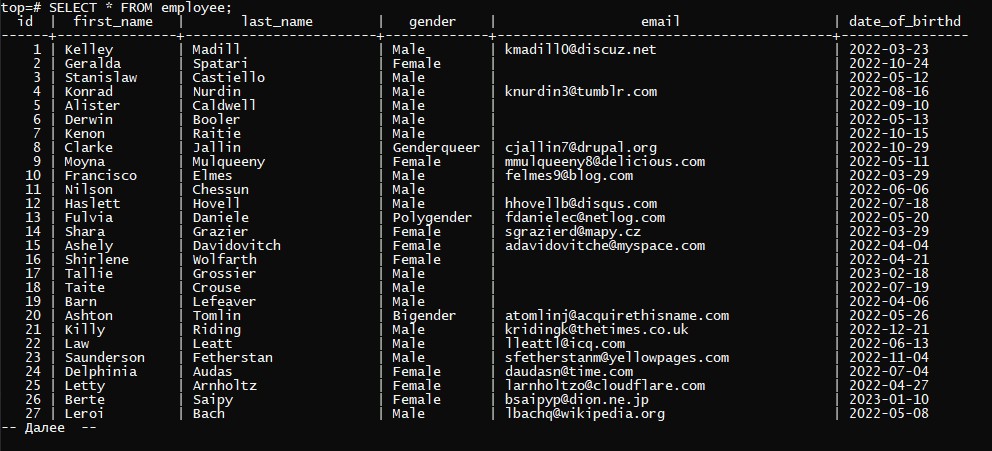 top=# SELECT * FROM employee;
  id  |  first_name  |       last_name        |   gender    |                  email                   | date_of_birthd
------+---------------+------------------------+-------------+------------------------------------------+----------------
    1 | Kelley | Madill | Male | kmadill0@discuz.net | 2022-03-23
    2 | Geralda | Spatari | Female | | 2022-10-24
    3 | Stanislaw | Castiello | Male | | 2022-05-12
    4 | Konrad | Nurdin | Male | knurdin3@tumblr.com | 2022-08-16
    5 | Alister | Caldwell | Male | | 2022-09-10
    6 | Derwin | Booler | Male | | 2022-05-13
    7 | Kenon | Raitie | Male | | 2022-10-15
    8 | Clarke | Jallin | Genderqueer | cjallin7@drupal.org | 2022-10-29
    9 | Moyna | Mulqueeny | Female | mmulqueeny8@delicious.com | 2022-05-11
   10 | Francisco | Elmes | Male | felmes9@blog.com | 2022-03-29
   11 | Nilson | Chessun | Male | | 2022-06-06
   12 | Haslett | Hovell | Male | hhovellb@disqus.com | 2022-07-18
   13 | Fulvia | Daniele | Polygender | fdanielec@netlog.com | 2022-05-20
   14 | Shara | Grazier | Female | sgrazierd@mapy.cz | 2022-03-29
   15 | Ashely | Davidovitch | Female | adavidovitche@myspace.com | 2022-04-04
   16 | Shirlene | Wolfarth | Female | | 2022-04-21
   17 | Tallie | Grossier | Male | | 2023-02-18
   18 | Taite | Crouse | Male | | 2022-07-19
   19 | Barn | Lefeaver | Male | | 2022-04-06
   20 | Ashton | Tomlin | Bigender | atomlinj@acquirethisname.com | 2022-05-26
   21 | Killy | Riding | Male | kridingk@thetimes.co.uk | 2022-12-21
   22 | Law | Leatt | Male | lleattl@icq.com | 2022-06-13
   23 | Saunderson | Fetherstan | Male | sfetherstanm@yellowpages.com | 2022-11-04
   24 | Delphinia | Audas | Female | daudasn@time.com | 2022-07-04
   25 | Letty | Arnholtz | Female | larnholtzo@cloudflare.com | 2022-04-27
   26 | Berte | Saipy | Female | bsaipyp@dion.ne.jp | 2023-01-10
   27 | Leroi | Bach | Male | lbachq@wikipedia.org | 2022-05-08
-- Далее  --